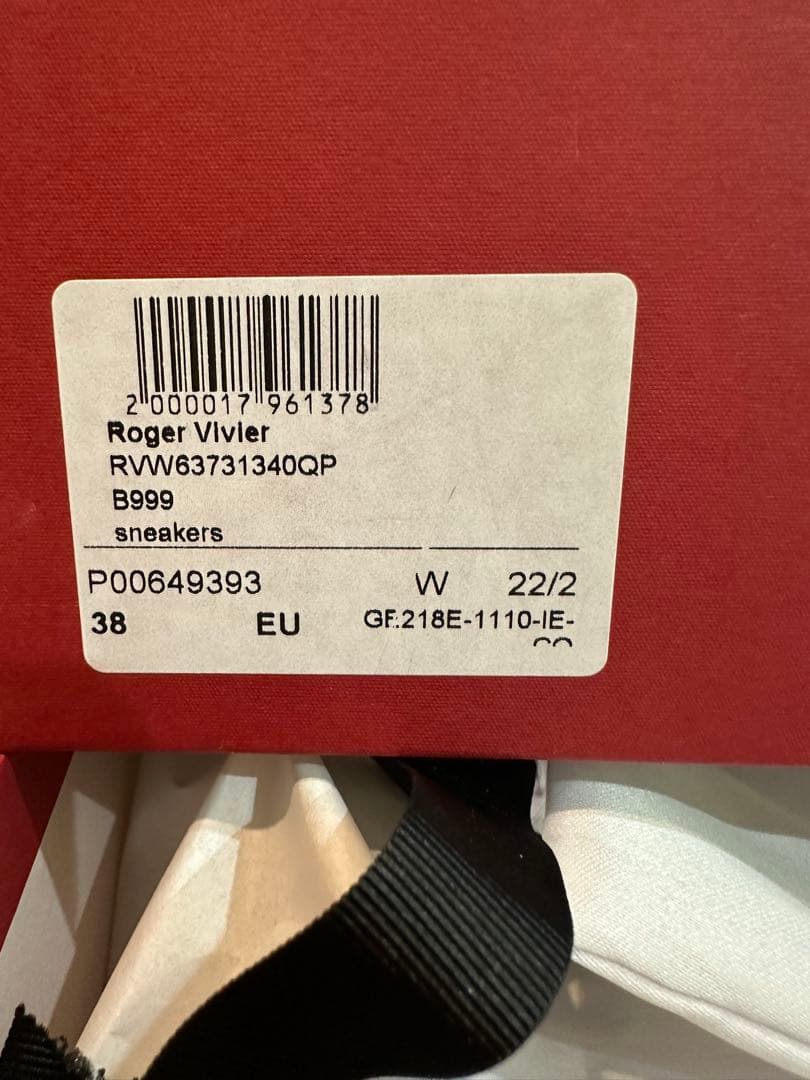 2 000017 961378
Roger Vivier
RVW63731340QP
B999
sneakers
P00649393 W 22/2
38 EU GF:218E-1110-IE-